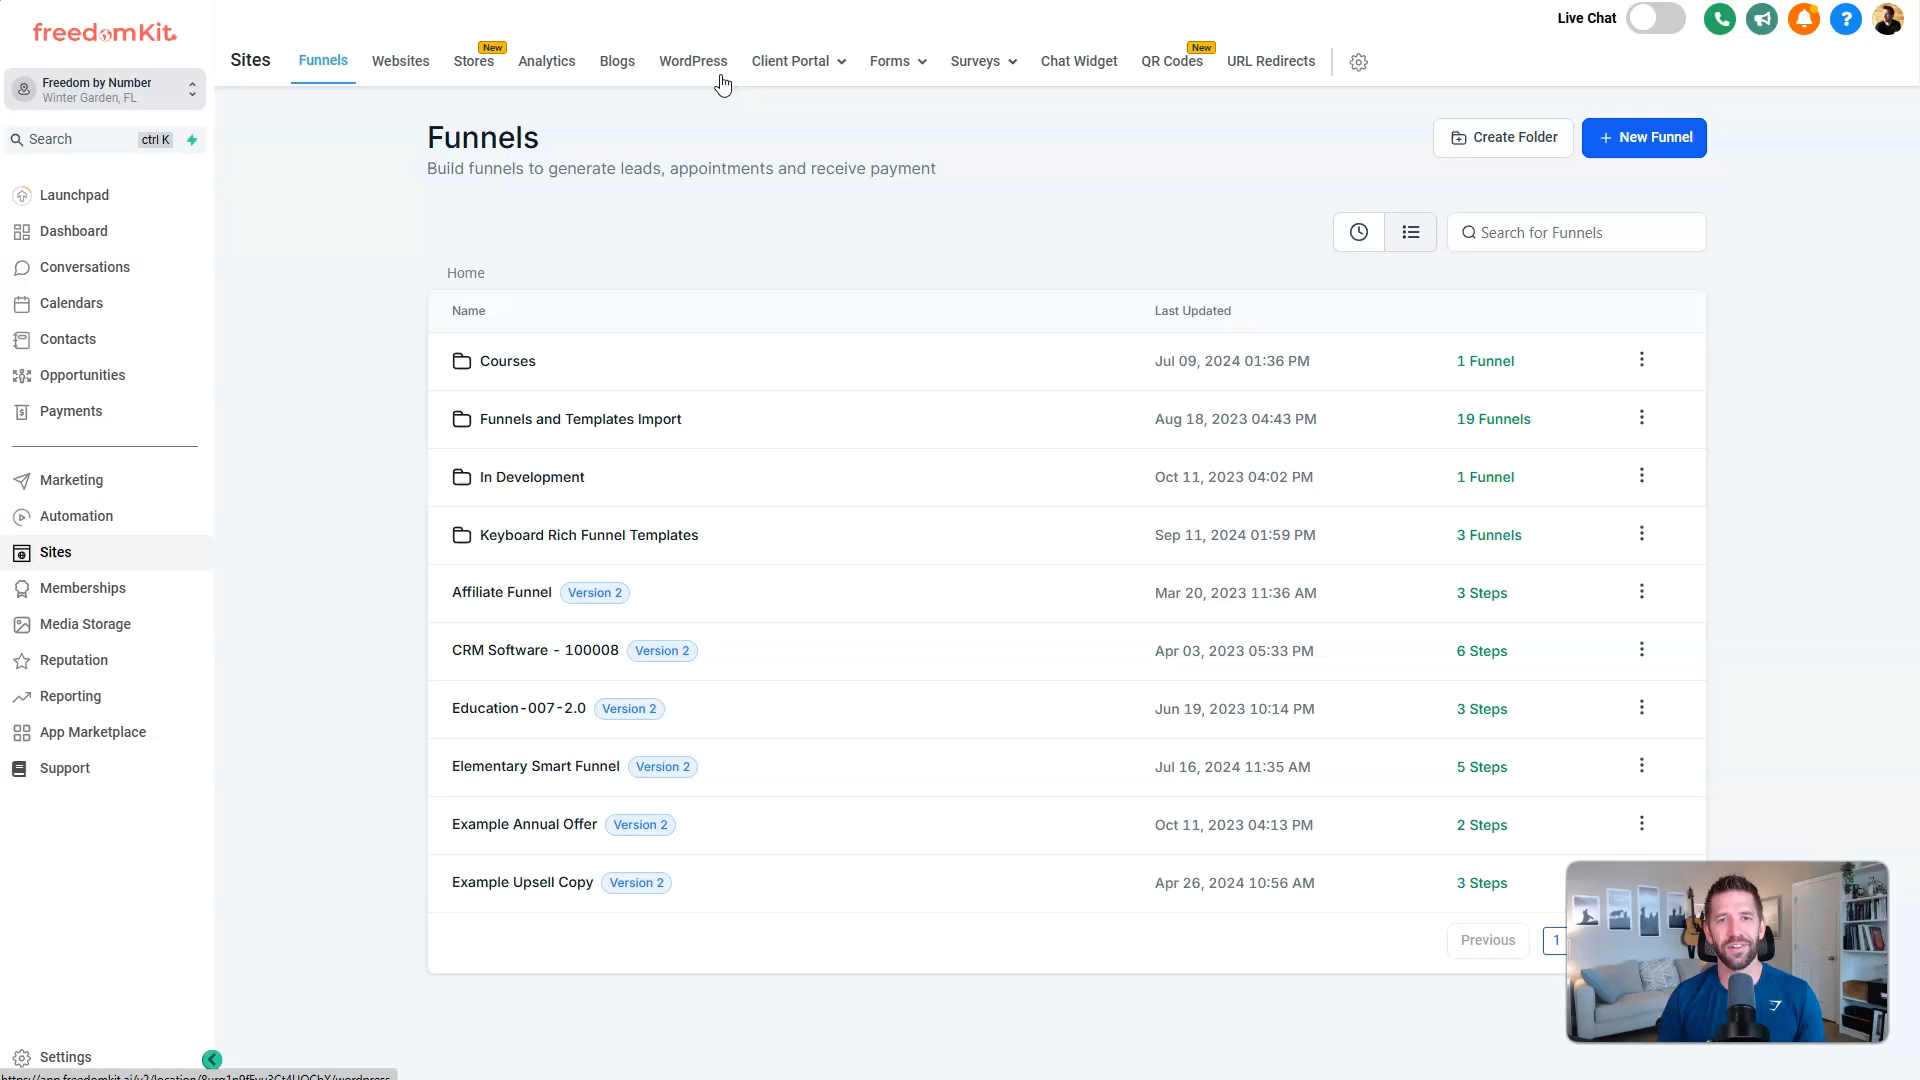 freedomKit.
Live Chat
Sites
Funnels
Websites
New
Stores
Analytics
Blogs
WordPress
Client Portal
Forms
Surveys
Chat Widget
New
QR Codes
URL Redirects
Freedom by Number
Winter Garden, FL
Search
ctrl K
Launchpad
Dashboard
Conversations
Calendars
Contacts
Opportunities
Payments
Marketing
Automation
Sites
Memberships
Media Storage
Reputation
Reporting
App Marketplace
Support
Settings
Funnels
Build funnels to generate leads, appointments and receive payment
Create Folder
+ New Funnel
Search for Funnels
Home
Name Last Updated
Courses Jul 09, 2024 01:36 PM 1 Funnel
Funnels and Templates Import Aug 18, 2023 04:43 PM 19 Funnels
In Development Oct 11, 2023 04:02 PM 1 Funnel
Keyboard Rich Funnel Templates Sep 11, 2024 01:59 PM 3 Funnels
Affiliate Funnel Version 2 Mar 20, 2023 11:36 AM 3 Steps
CRM Software - 100008 Version 2 Apr 03, 2023 05:33 PM 6 Steps
Education-007-2.0 Version 2 Jun 19, 2023 10:14 PM 3 Steps
Elementary Smart Funnel Version 2 Jul 16, 2024 11:35 AM 5 Steps
Example Annual Offer Version 2 Oct 11, 2023 04:13 PM 2 Steps
Example Upsell Copy Version 2 Apr 26, 2024 10:56 AM 3 Steps
Previous
1